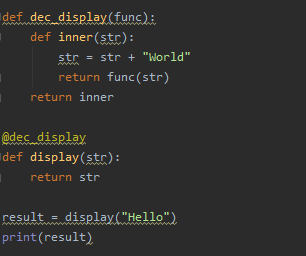 def dec_display(func):
    def inner(str):
        str = str + "World"
        return func(str)
    return inner

@dec_display
def display(str):
    return str

result = display("Hello")
print(result)